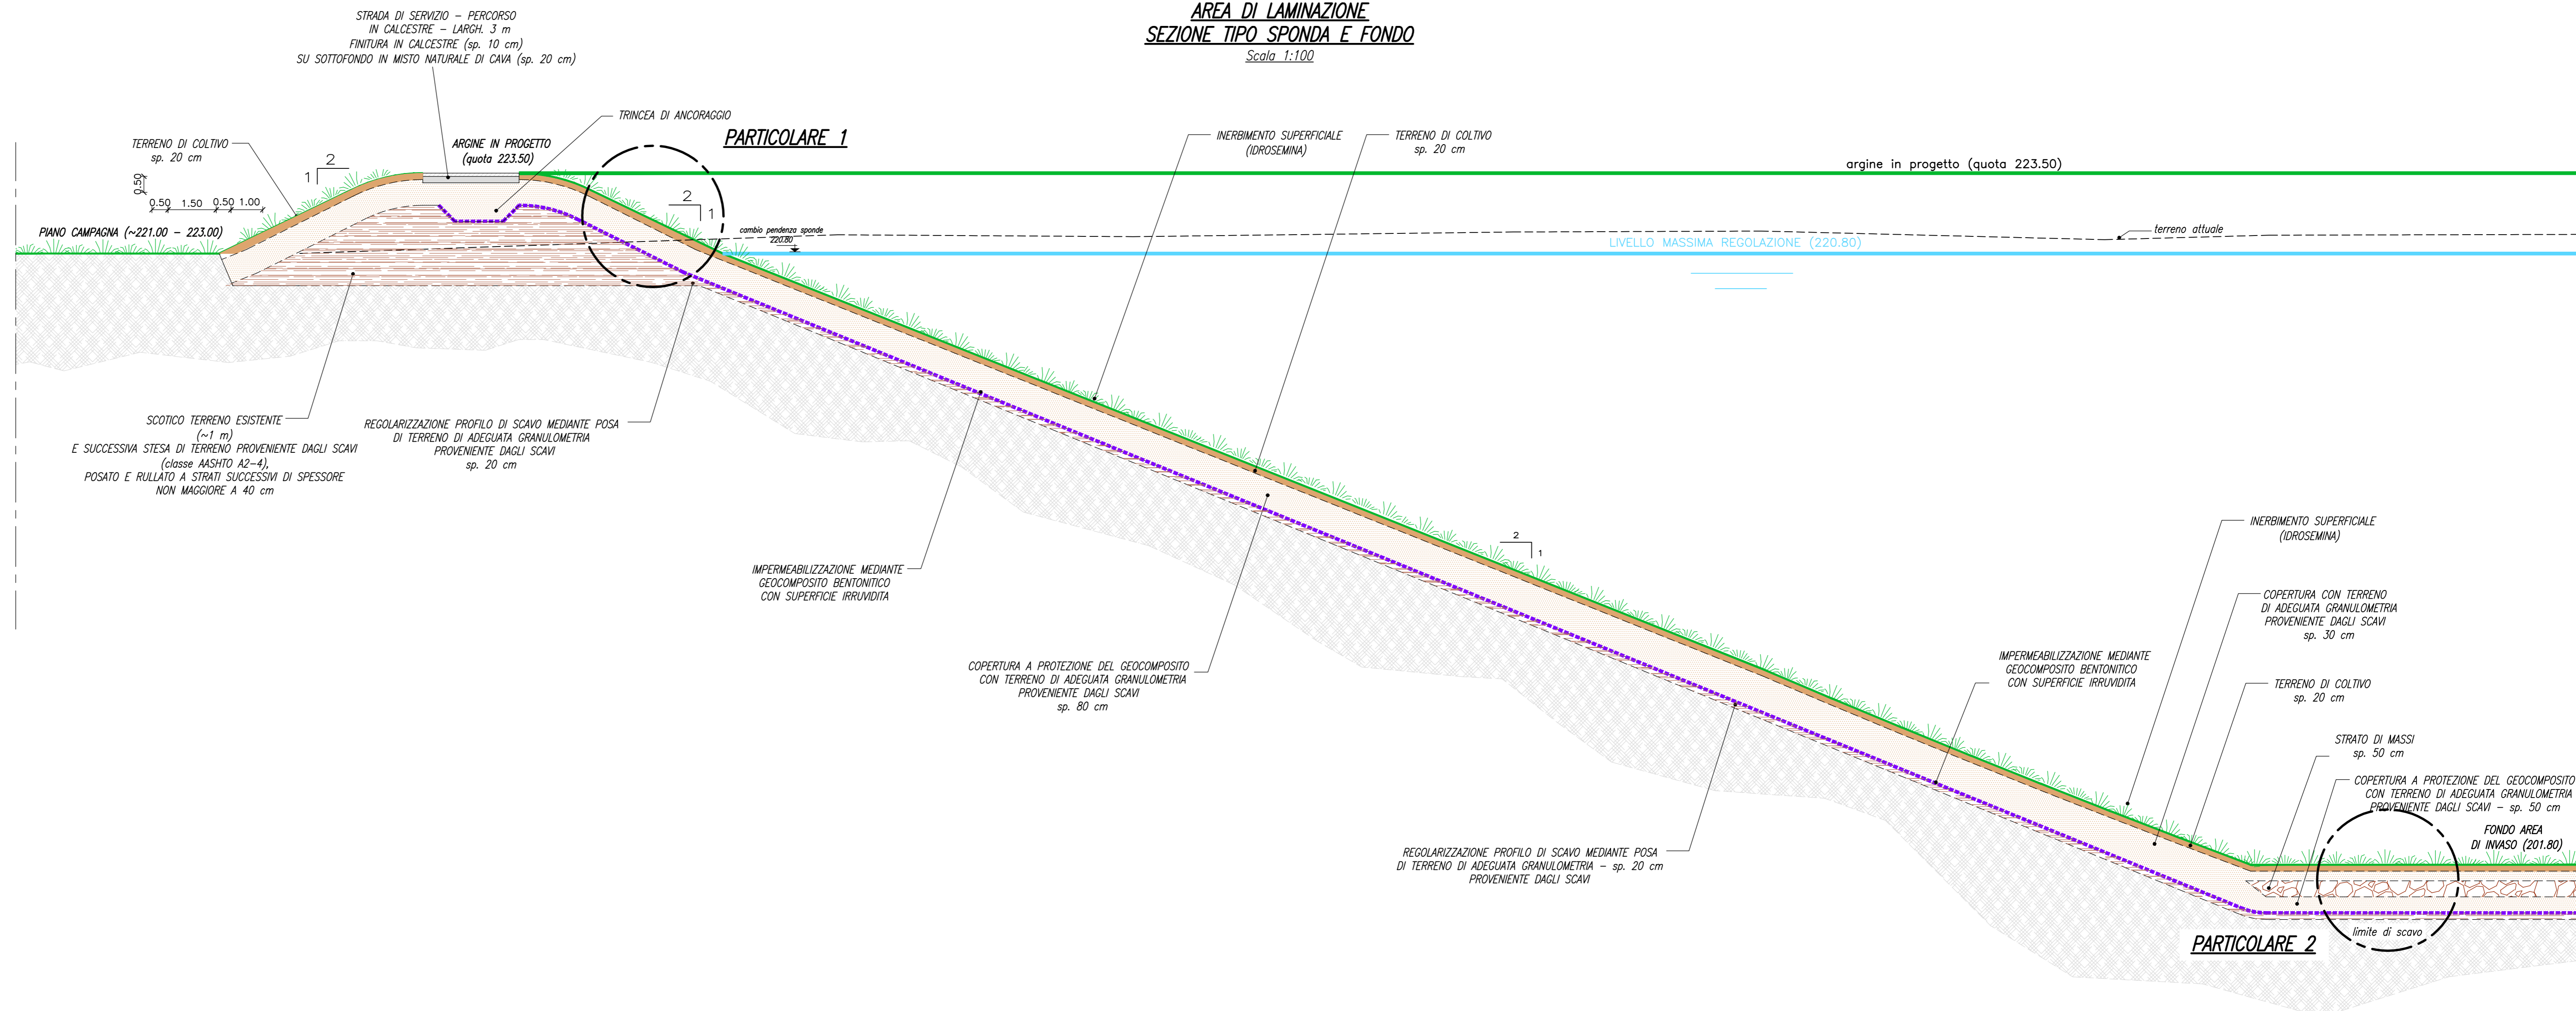 AREA DI LAMINAZIONE
SEZIONE TIPO SPONDA E FONDO
Scala 1:100
STRADA DI SERVIZIO – PERCORSO
IN CALCESTRE – LARGH. 3 m
FINITURA IN CALCESTRE (sp. 10 cm)
SU SOTTOFONDO IN MISTO NATURALE DI CAVA (sp. 20 cm)
TRINCEA DI ANCORAGGIO
PARTICOLARE 1
TERRENO DI COLTIVO
sp. 20 cm
ARGINE IN PROGETTO
(quota 223.50)
2
1
0.50
0.50
1.50
0.50
1.00
PIANO CAMPAGNA (~221.00 – 223.00)
2
1
cambio pendenza sponde
220.80
INERBIMENTO SUPERFICIALE
(IDROSEMINA)
TERRENO DI COLTIVO
sp. 20 cm
argine in progetto (quota 223.50)
terreno attuale
LIVELLO MASSIMA REGOLAZIONE (220.80)
SCOTICO TERRENO ESISTENTE
(~1 m)
E SUCCESSIVA STESA DI TERRENO PROVENIENTE DAGLI SCAVI
(classe AASHTO A2-4),
POSATO E RULLATO A STRATI SUCCESSIVI DI SPESSORE
NON MAGGIORE A 40 cm
REGOLARIZZAZIONE PROFILO DI SCAVO MEDIANTE POSA
DI TERRENO DI ADEGUATA GRANULOMETRIA
PROVENIENTE DAGLI SCAVI
sp. 20 cm
IMPERMEABILIZZAZIONE MEDIANTE
GEOCOMPOSITO BENTONITICO
CON SUPERFICIE IRRUVIDITA
COPERTURA A PROTEZIONE DEL GEOCOMPOSITO
CON TERRENO DI ADEGUATA GRANULOMETRIA
PROVENIENTE DAGLI SCAVI
sp. 80 cm
2
1
INERBIMENTO SUPERFICIALE
(IDROSEMINA)
COPERTURA CON TERRENO
DI ADEGUATA GRANULOMETRIA
PROVENIENTE DAGLI SCAVI
sp. 30 cm
IMPERMEABILIZZAZIONE MEDIANTE
GEOCOMPOSITO BENTONITICO
CON SUPERFICIE IRRUVIDITA
TERRENO DI COLTIVO
sp. 20 cm
STRATO DI MASSI
sp. 50 cm
COPERTURA A PROTEZIONE DEL GEOCOMPOSITO
CON TERRENO DI ADEGUATA GRANULOMETRIA
PROVENIENTE DAGLI SCAVI – sp. 50 cm
FONDO AREA
DI INVASO (201.80)
REGOLARIZZAZIONE PROFILO DI SCAVO MEDIANTE POSA
DI TERRENO DI ADEGUATA GRANULOMETRIA – sp. 20 cm
PROVENIENTE DAGLI SCAVI
limite di scavo
PARTICOLARE 2